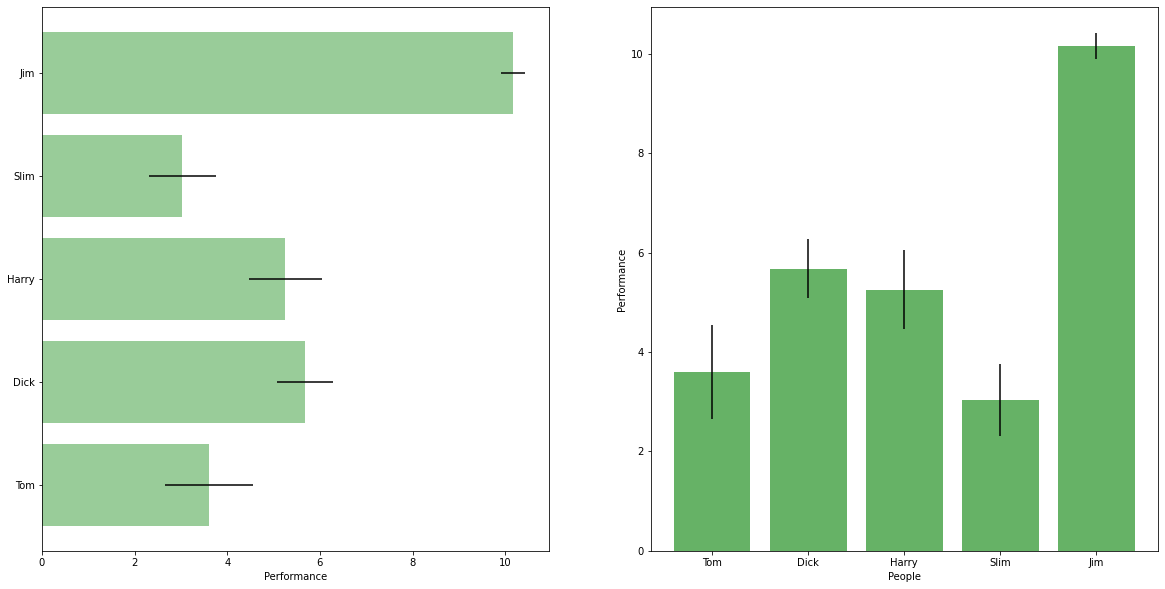 Jim
Slim
Harry
Dick
Tom
0 2 4 6 8 10
Performance
10
8
6
4
2
0
Performance
Tom Dick Harry Slim Jim
People